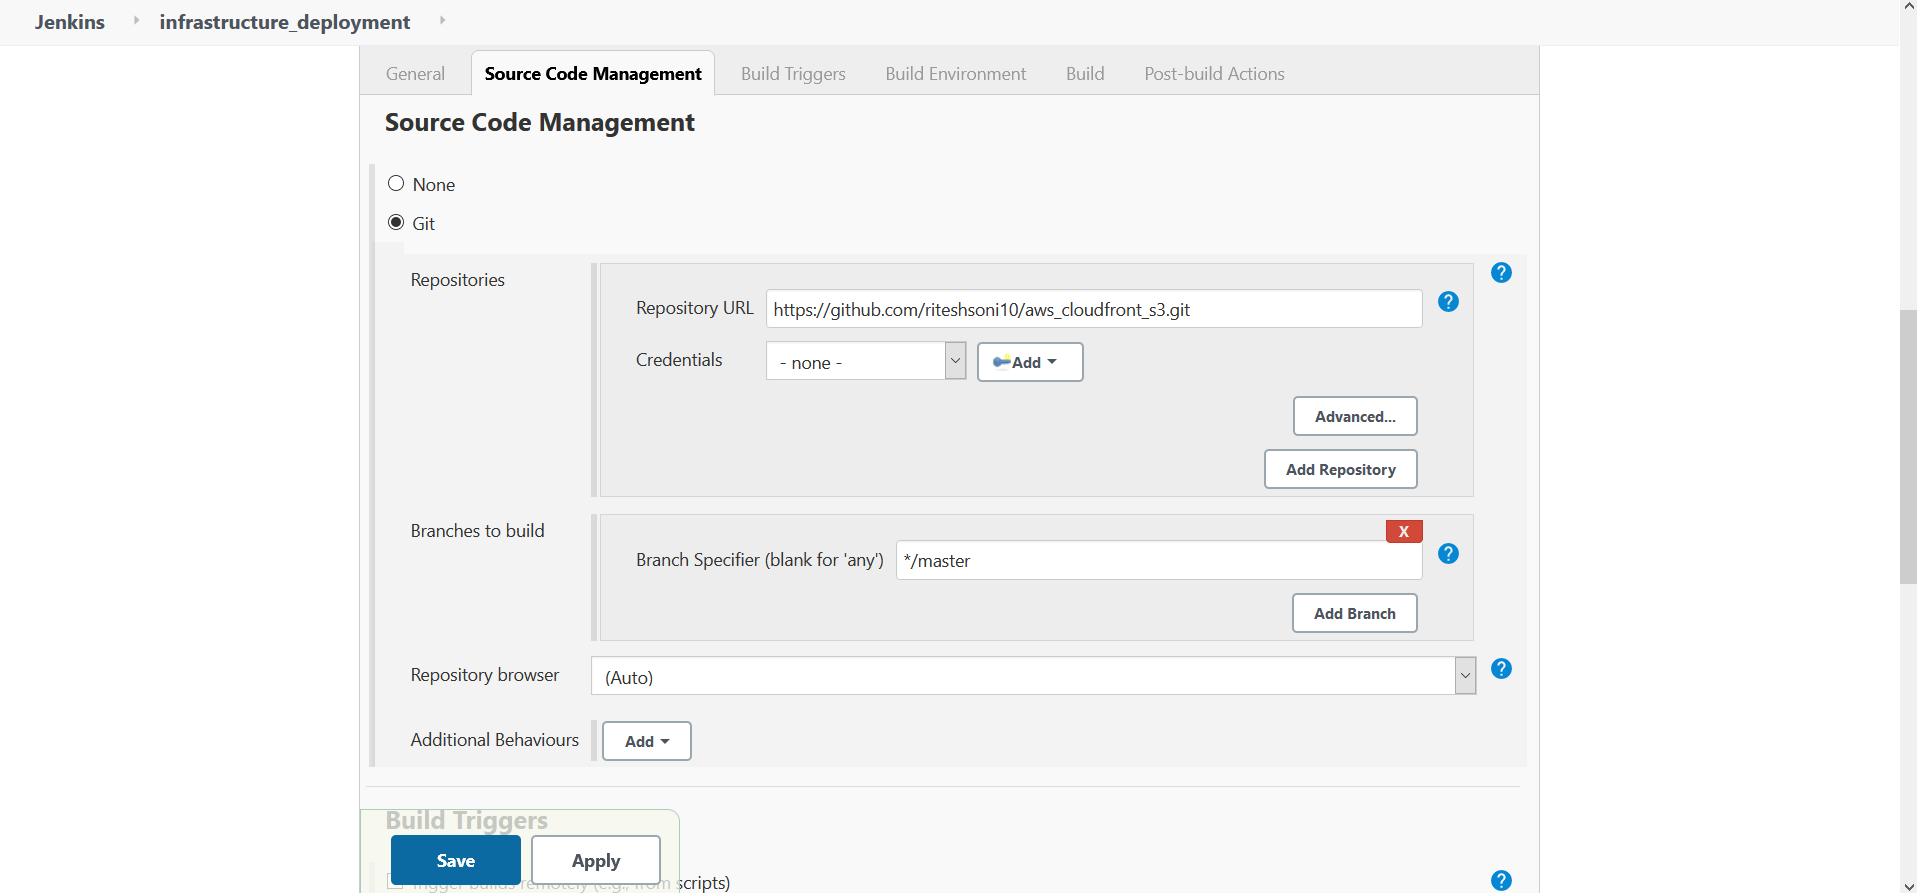 Jenkins infrastructure_deployment
General Source Code Management Build Triggers Build Environment Build Post-build Actions
Source Code Management
None
Git
Repositories
?
Repository URL https://github.com/riteshsoni10/aws_cloudfront_s3.git ?
Credentials - none - Add
Advanced...
Add Repository
Branches to build
X
Branch Specifier (blank for 'any') */master ?
Add Branch
Repository browser (Auto) ?
Additional Behaviours Add
Build Triggers
Save Apply
Trigger builds remotely (e.g., from scripts) ?